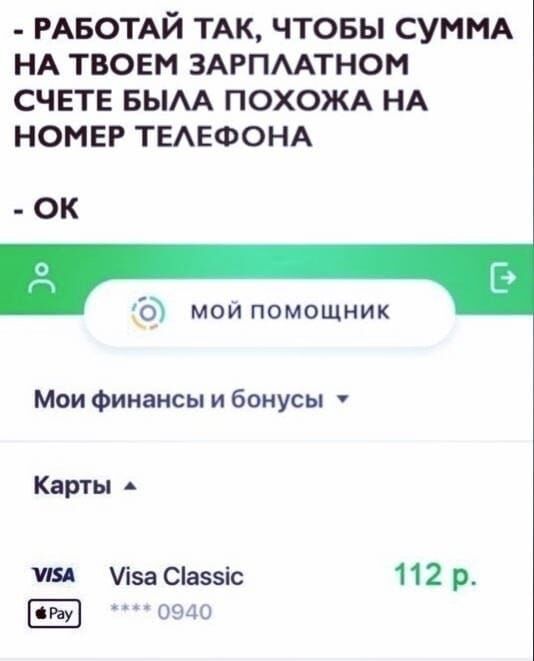 - РАБОТАЙ ТАК, ЧТОБЫ СУММА
НА ТВОЕМ ЗАРПЛАТНОМ
СЧЕТЕ БЫЛА ПОХОЖА НА
НОМЕР ТЕЛЕФОНА
- ОК
МОЙ ПОМОЩНИК
Мои финансы и бонусы
Карты
VISA Visa Classic 112 р.
Pay **** 0940